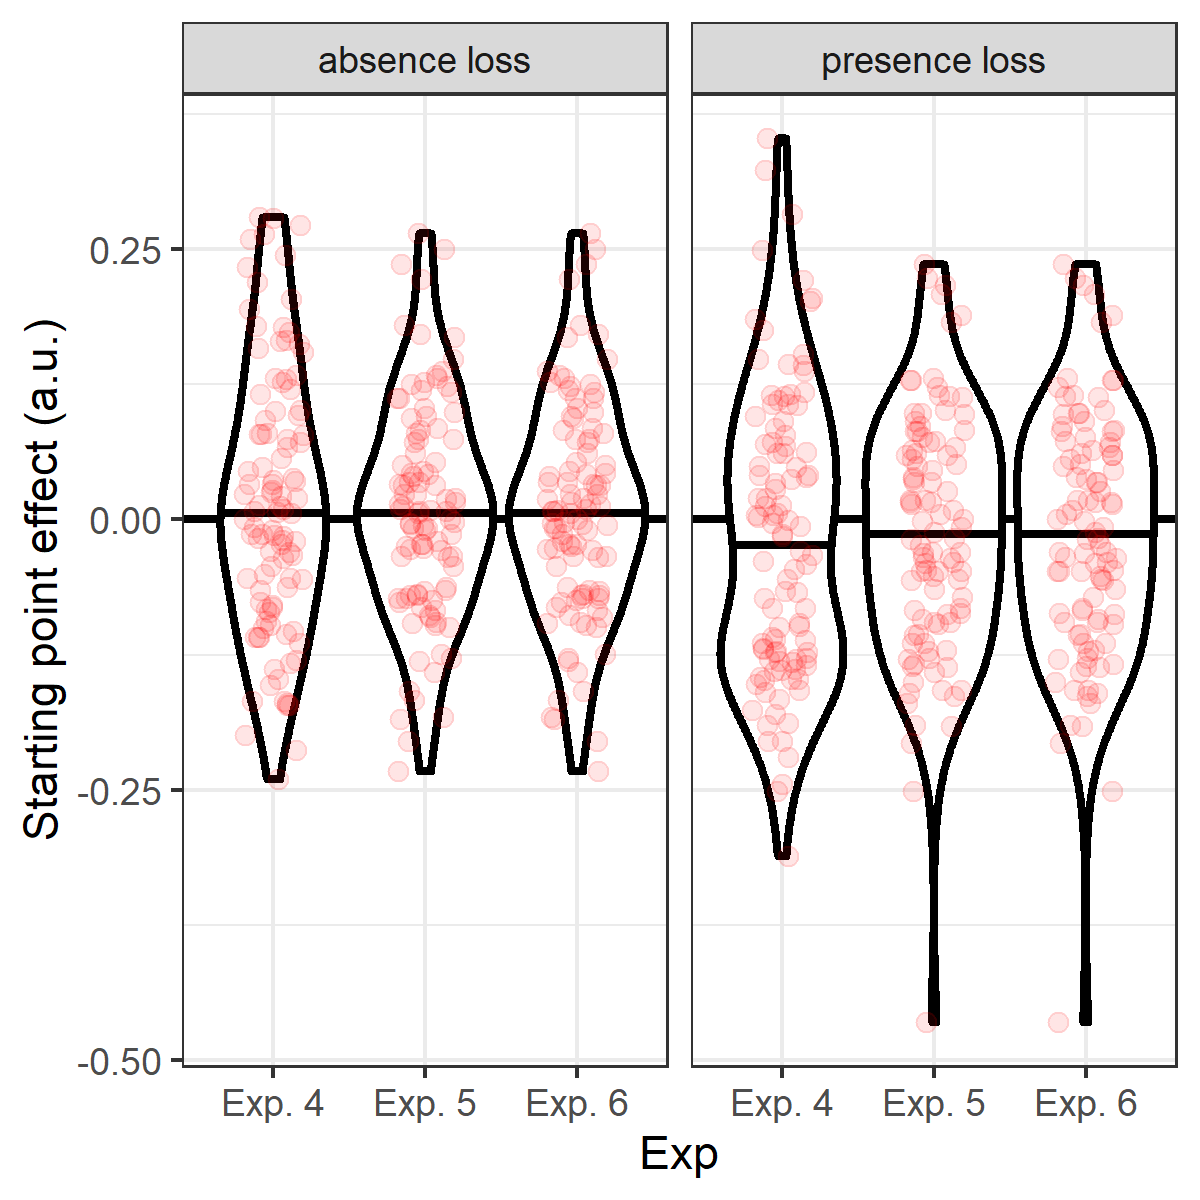 absence loss
presence loss
Starting point effect (a.u.)
0.25
0.00
-0.25
-0.50
Exp. 4
Exp. 5
Exp. 6
Exp. 4
Exp. 5
Exp. 6
Exp